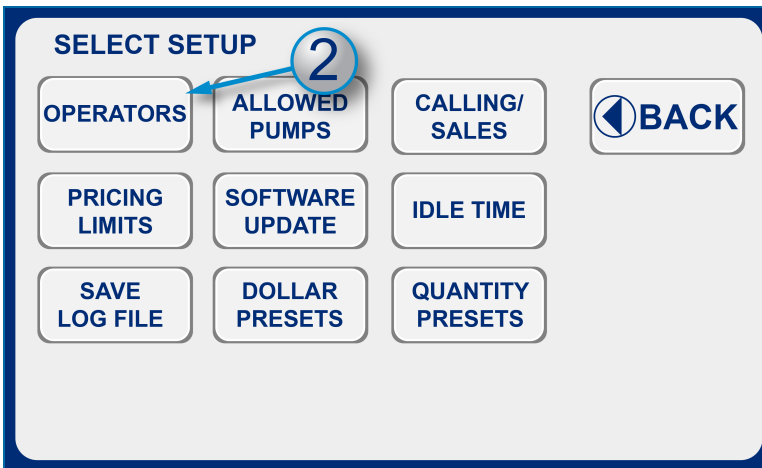 SELECT SETUP
2
OPERATORS
ALLOWED
PUMPS
CALLING/
SALES
BACK
PRICING
LIMITS
SOFTWARE
UPDATE
IDLE TIME
SAVE
LOG FILE
DOLLAR
PRESETS
QUANTITY
PRESETS